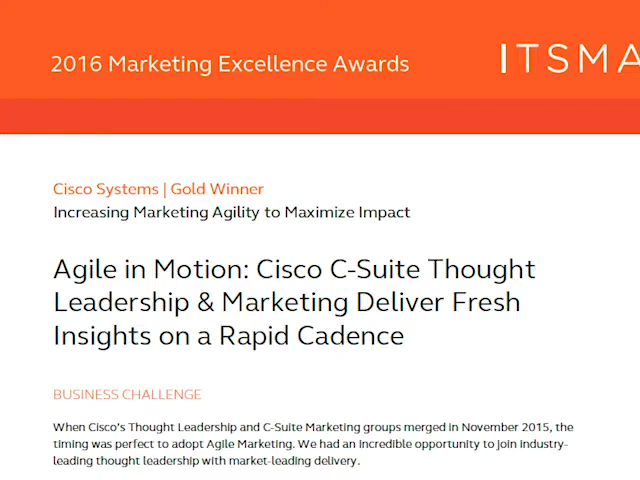 2016 Marketing Excellence Awards
ITSMA
Cisco Systems | Gold Winner
Increasing Marketing Agility to Maximize Impact
Agile in Motion: Cisco C-Suite Thought
Leadership & Marketing Deliver Fresh
Insights on a Rapid Cadence
BUSINESS CHALLENGE
When Cisco's Thought Leadership and C-Suite Marketing groups merged in November 2015, the
timing was perfect to adopt Agile Marketing. We had an incredible opportunity to join industry-
leading thought leadership with market-leading delivery.